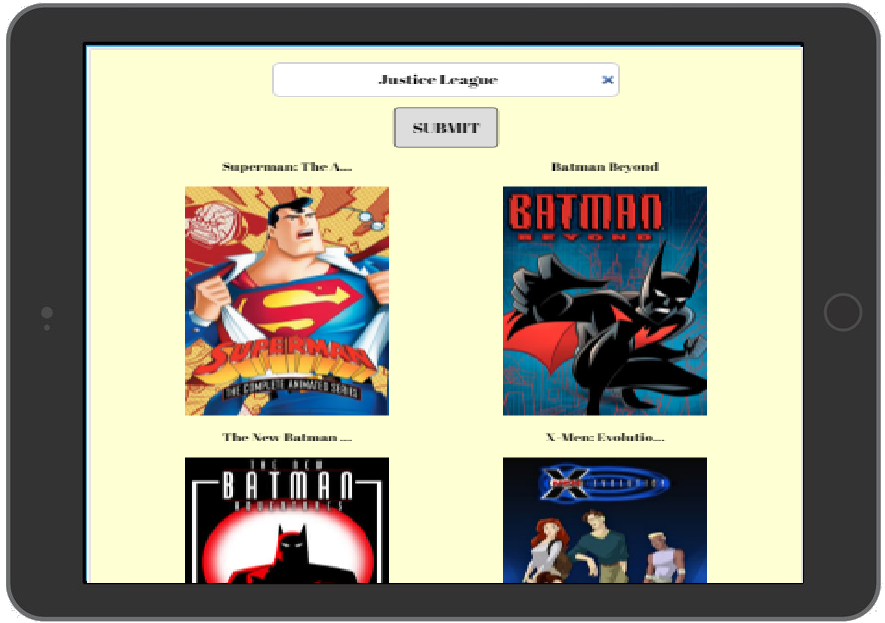 Justice League
SUBMIT
Superman: The A...
Batman Beyond
SUPERMAN
THE COMPLETE ANIMATED SERIES
BATMAN
BEYOND
The New Batman ...
X-Men: Evolutio...
THE NEW
BATMAN
ADVENTURES
X-MEN EVOLUTION